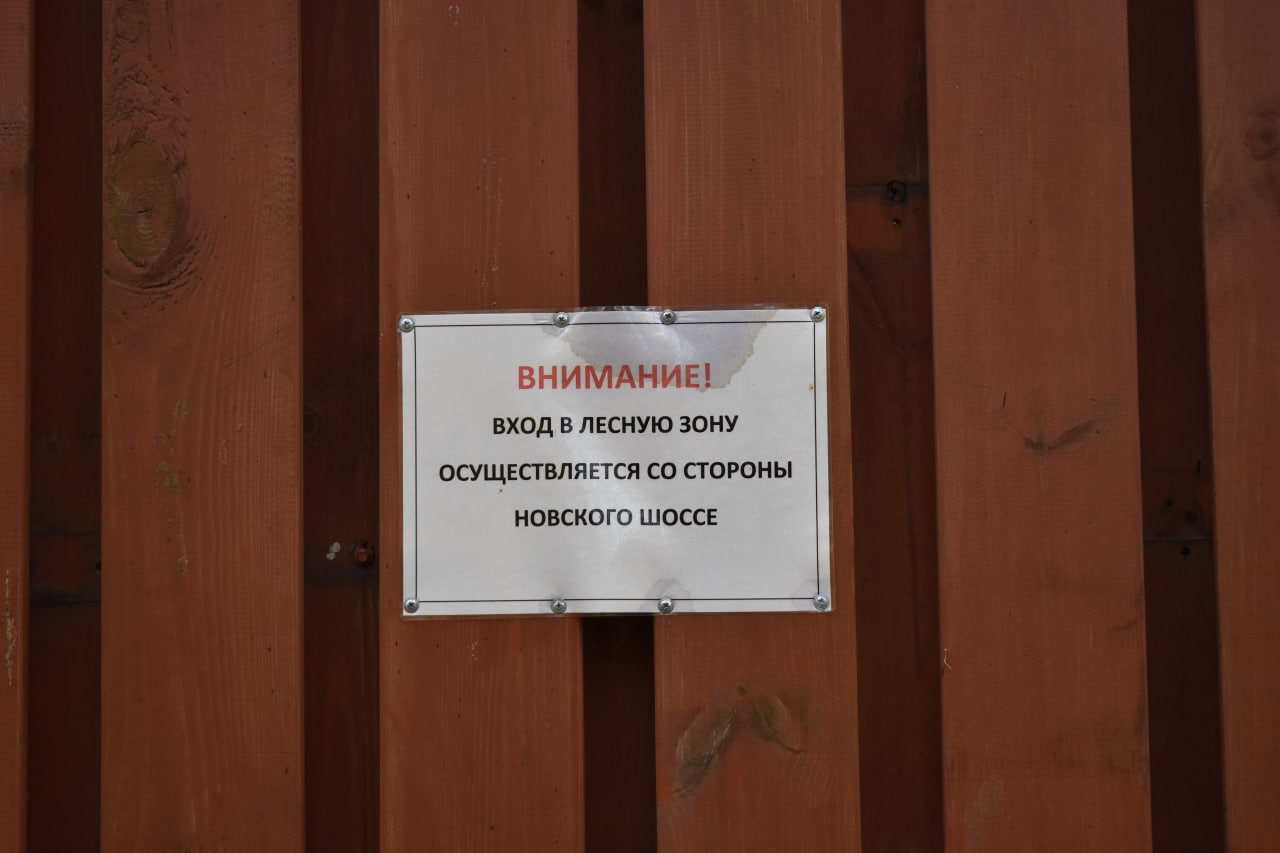 ВНИМАНИЕ!
ВХОД В ЛЕСНУЮ ЗОНУ
ОСУЩЕСТВЛЯЕТСЯ СО СТОРОНЫ
НОВСКОГО ШОССЕ